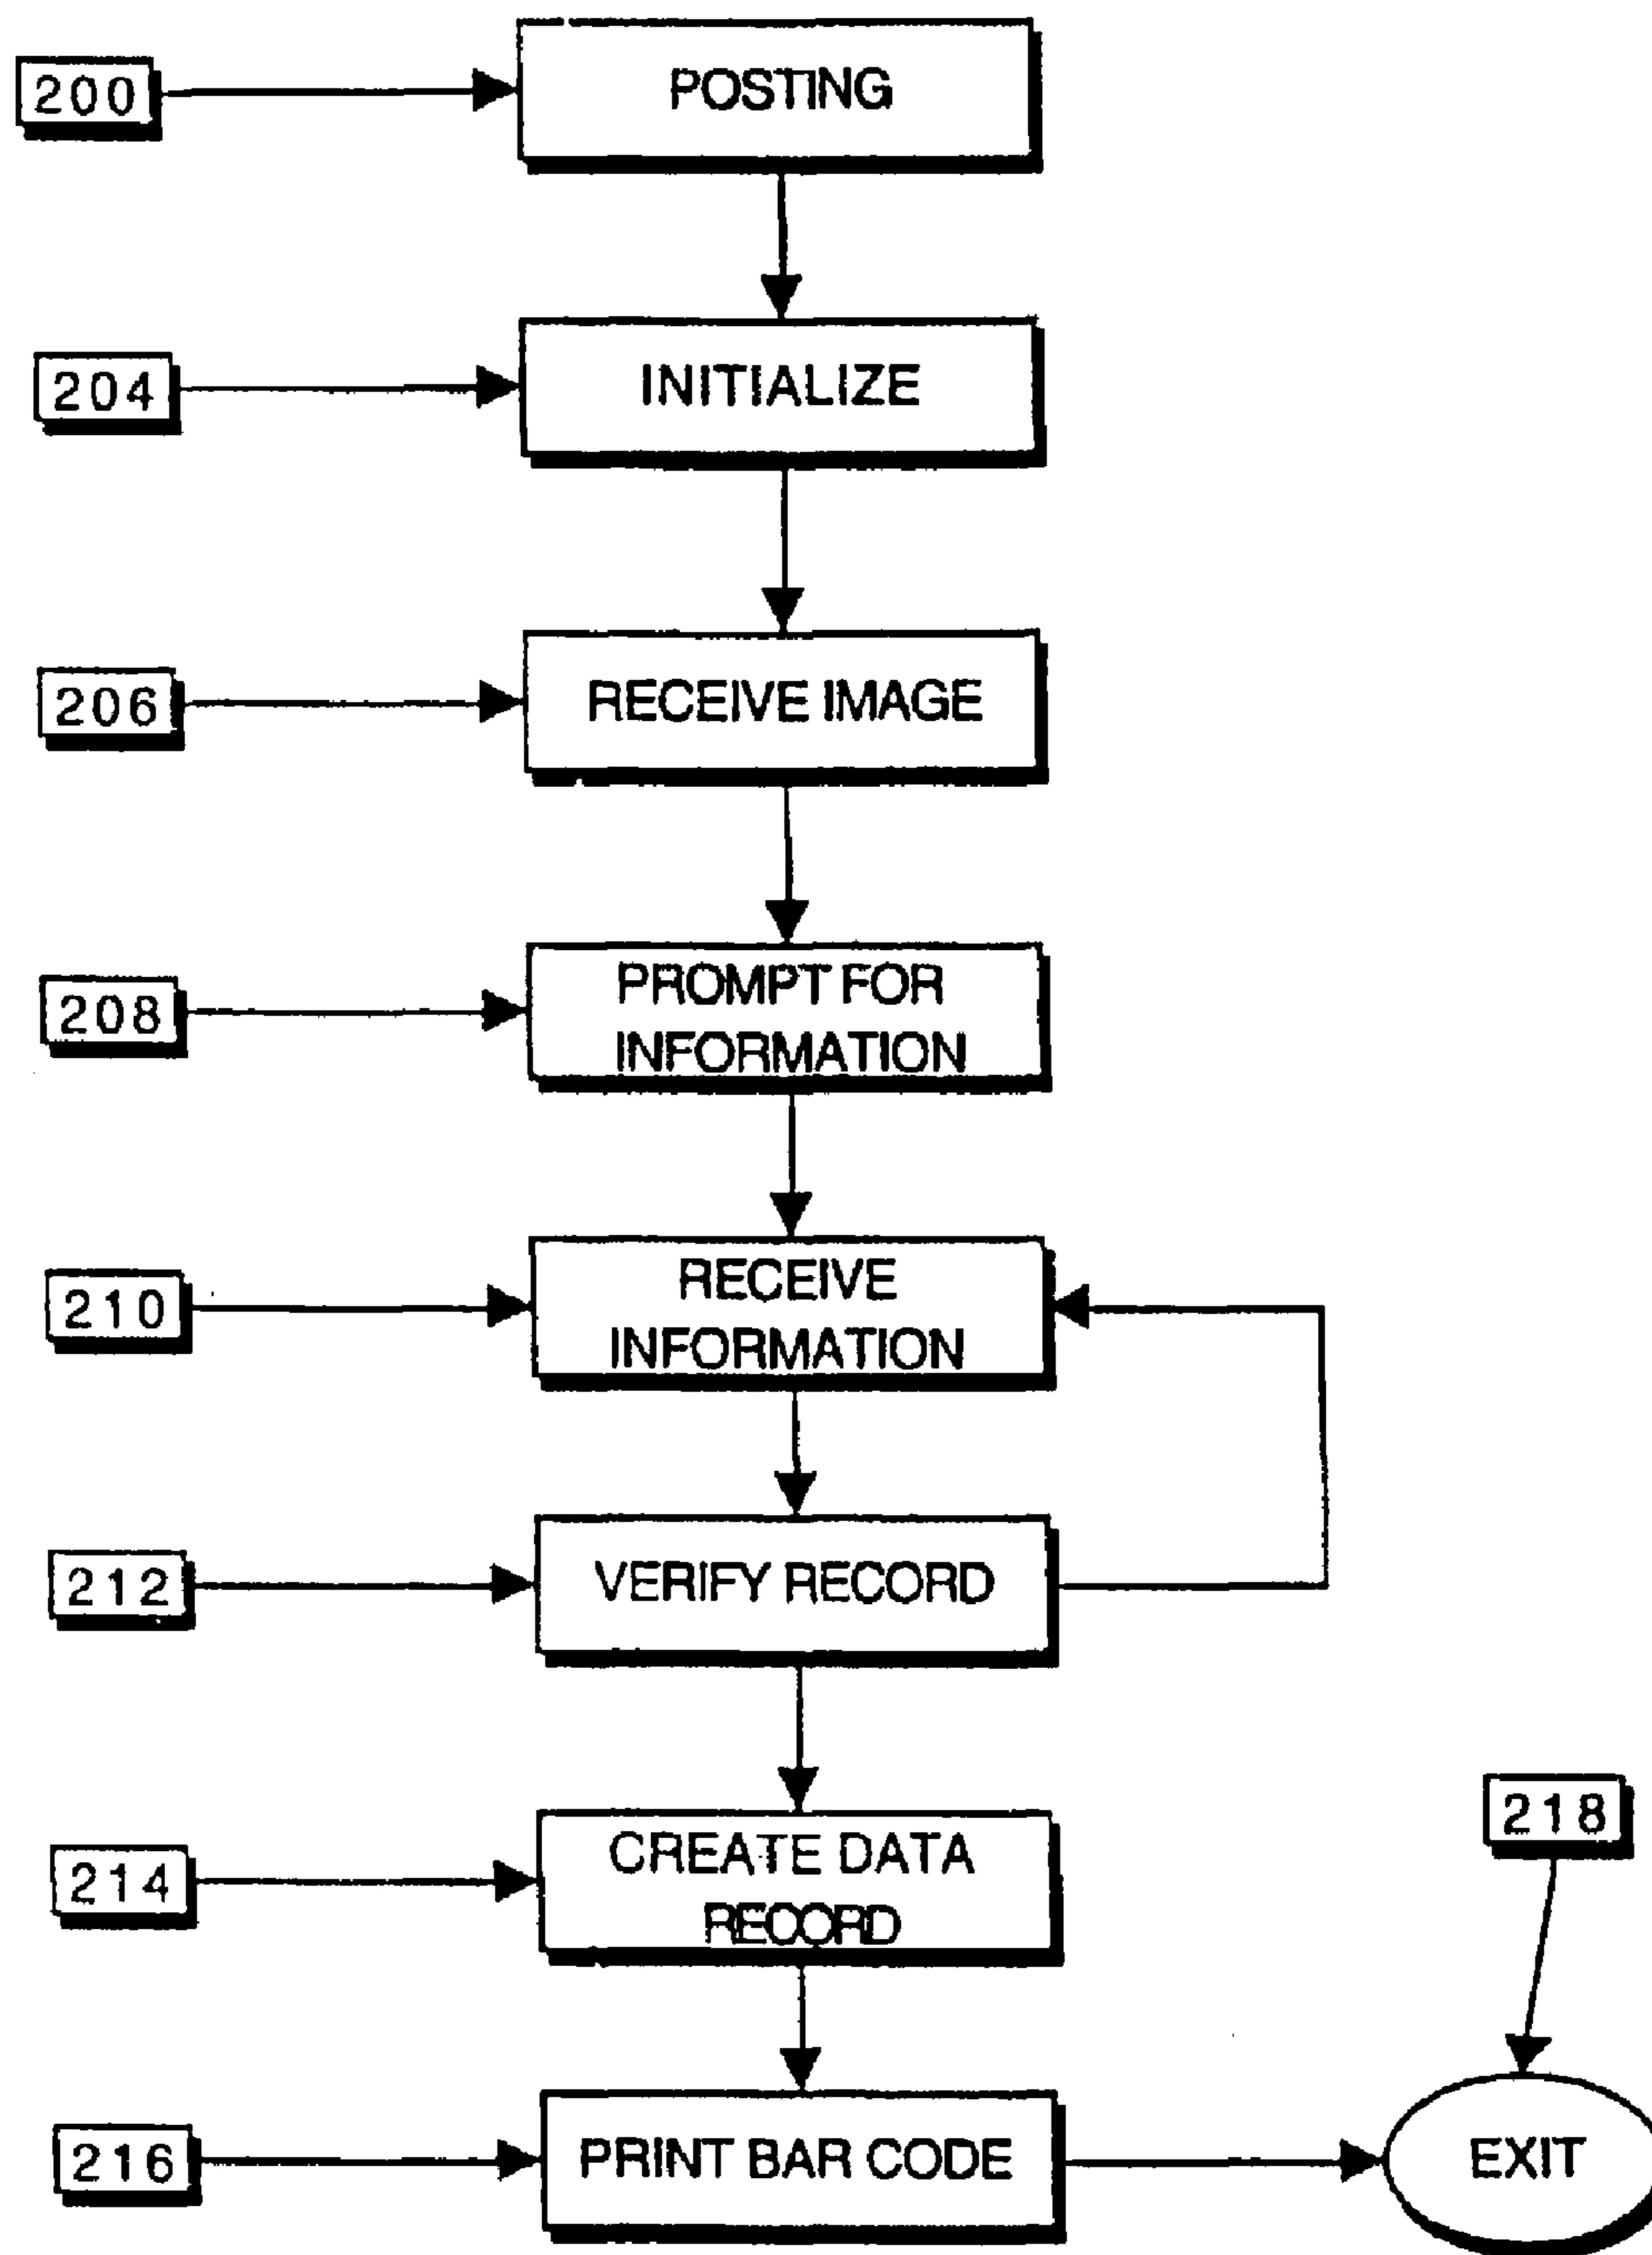 200
POSTING
204
INITIALIZE
206
RECEIVE IMAGE
208
PROMPT FOR
INFORMATION
210
RECEIVE
INFORMATION
212
VERIFY RECORD
214
CREATE DATA
RECORD
218
216
PRINT BAR CODE
EXIT